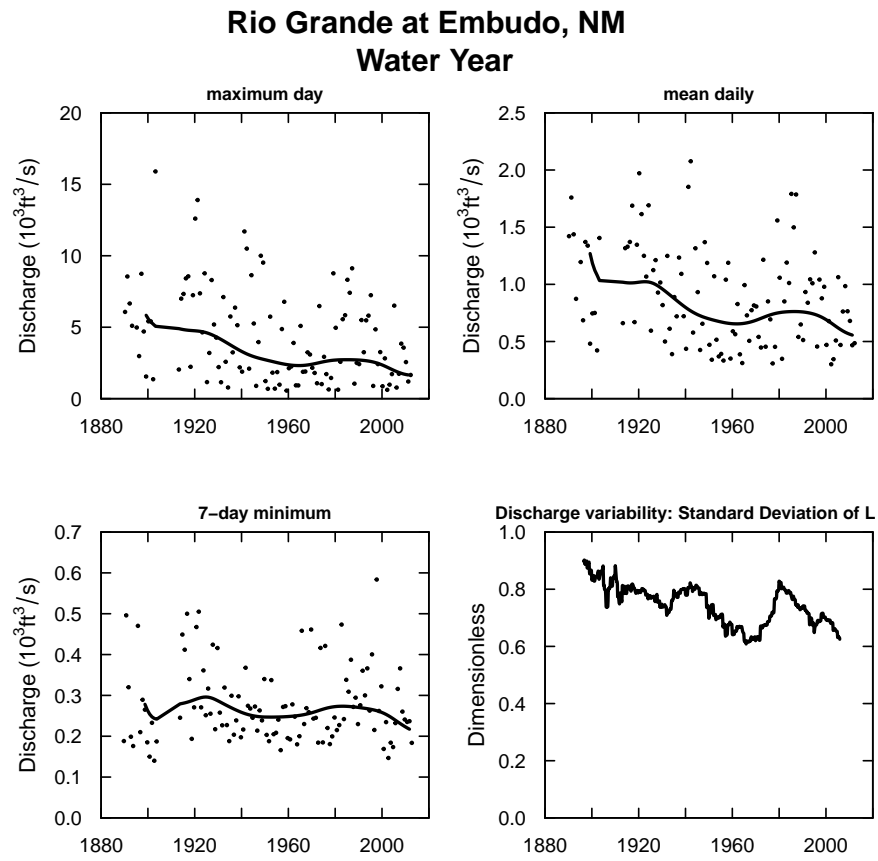 Rio Grande at Embudo, NM
Water Year
maximum day
Discharge (10³ft³/s)
20
15
10
5
0
1880 1920 1960 2000
mean daily
Discharge (10³ft³/s)
2.5
2.0
1.5
1.0
0.5
0.0
1880 1920 1960 2000
7−day minimum
Discharge (10³ft³/s)
0.7
0.6
0.5
0.4
0.3
0.2
0.1
0.0
1880 1920 1960 2000
Discharge variability: Standard Deviation of L
Dimensionless
1.0
0.8
0.6
0.4
0.2
0.0
1880 1920 1960 2000